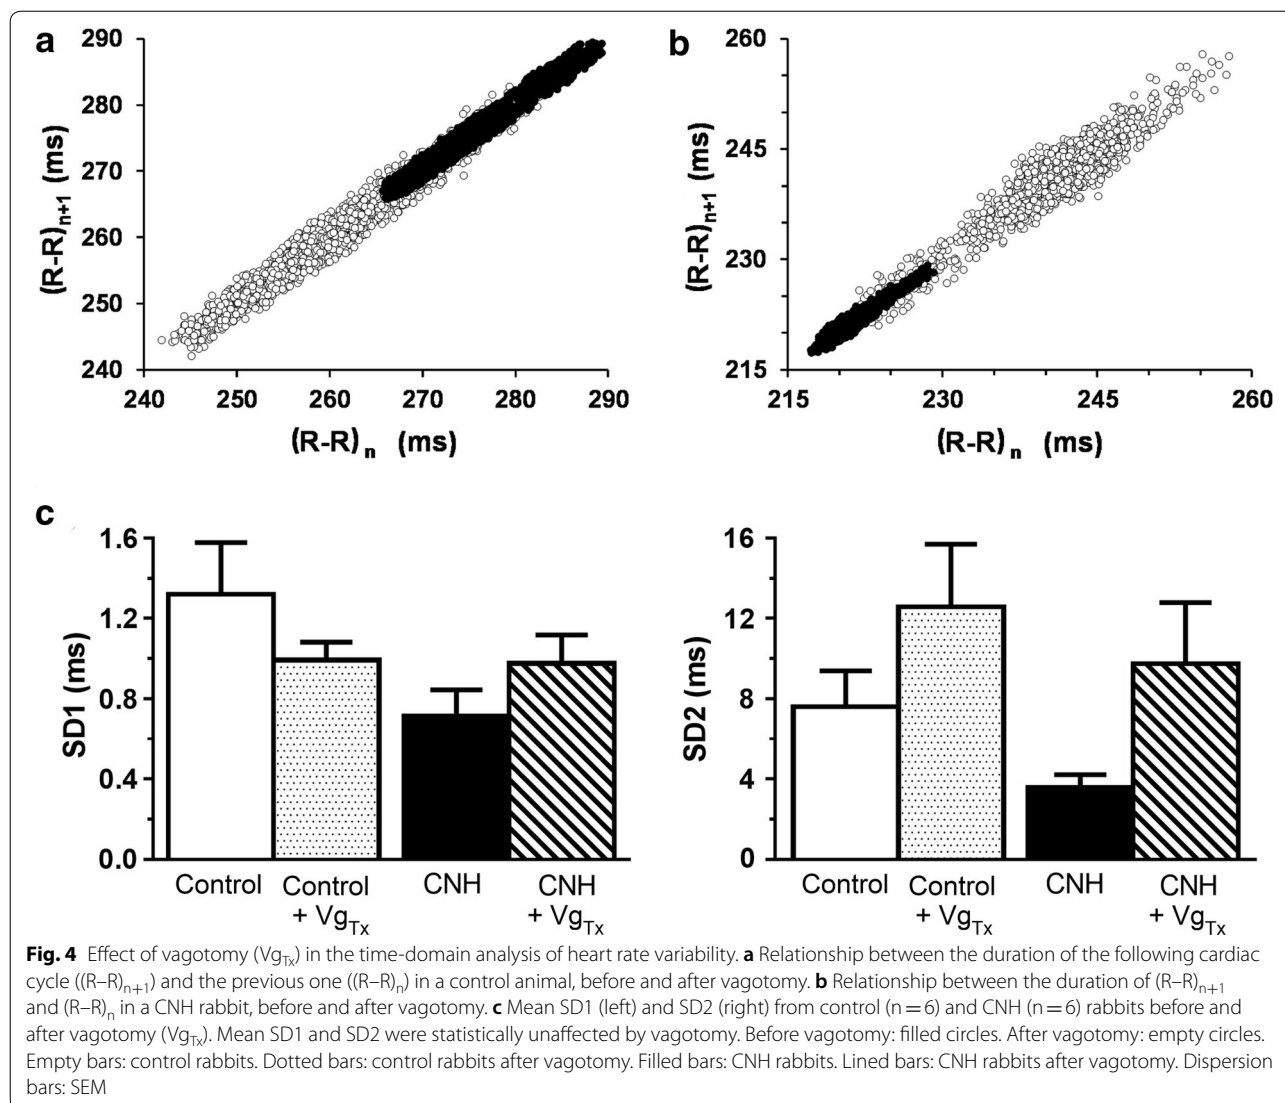 a
290
280
270
260
250
240
(R-R)n+1 (ms)
240 250 260 270 280 290
(R-R)n (ms)
b
260
245
230
215
(R-R)n+1 (ms)
215 230 245 260
(R-R)n (ms)
c
1.6
1.2
0.8
0.4
0.0
SD1 (ms)
Control Control CNH CNH
+ VgTx + VgTx
16
12
8
4
0
SD2 (ms)
Control Control CNH CNH
+ VgTx + VgTx
Fig. 4 Effect of vagotomy (VgTx) in the time-domain analysis of heart rate variability. a Relationship between the duration of the following cardiac
cycle ((R–R)n+1) and the previous one ((R–R)n) in a control animal, before and after vagotomy. b Relationship between the duration of (R–R)n+1
and (R–R)n in a CNH rabbit, before and after vagotomy. c Mean SD1 (left) and SD2 (right) from control (n = 6) and CNH (n = 6) rabbits before and
after vagotomy (VgTx). Mean SD1 and SD2 were statistically unaffected by vagotomy. Before vagotomy: filled circles. After vagotomy: empty circles.
Empty bars: control rabbits. Dotted bars: control rabbits after vagotomy. Filled bars: CNH rabbits. Lined bars: CNH rabbits after vagotomy. Dispersion
bars: SEM